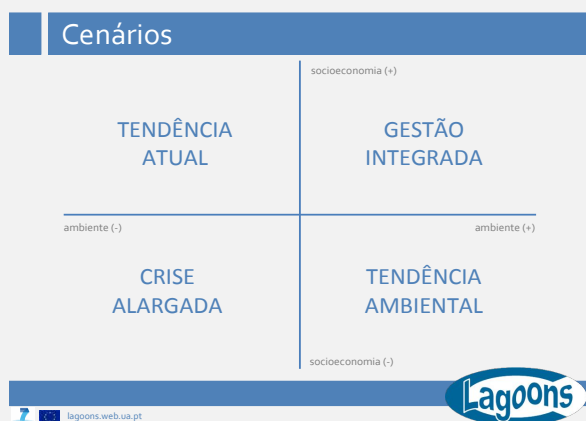 Cenários
socioeconomia (+)
TENDÊNCIA
ATUAL
GESTÃO
INTEGRADA
ambiente (-)
ambiente (+)
CRISE
ALARGADA
TENDÊNCIA
AMBIENTAL
socioeconomia (-)
Lagoons
lagoons.web.ua.pt